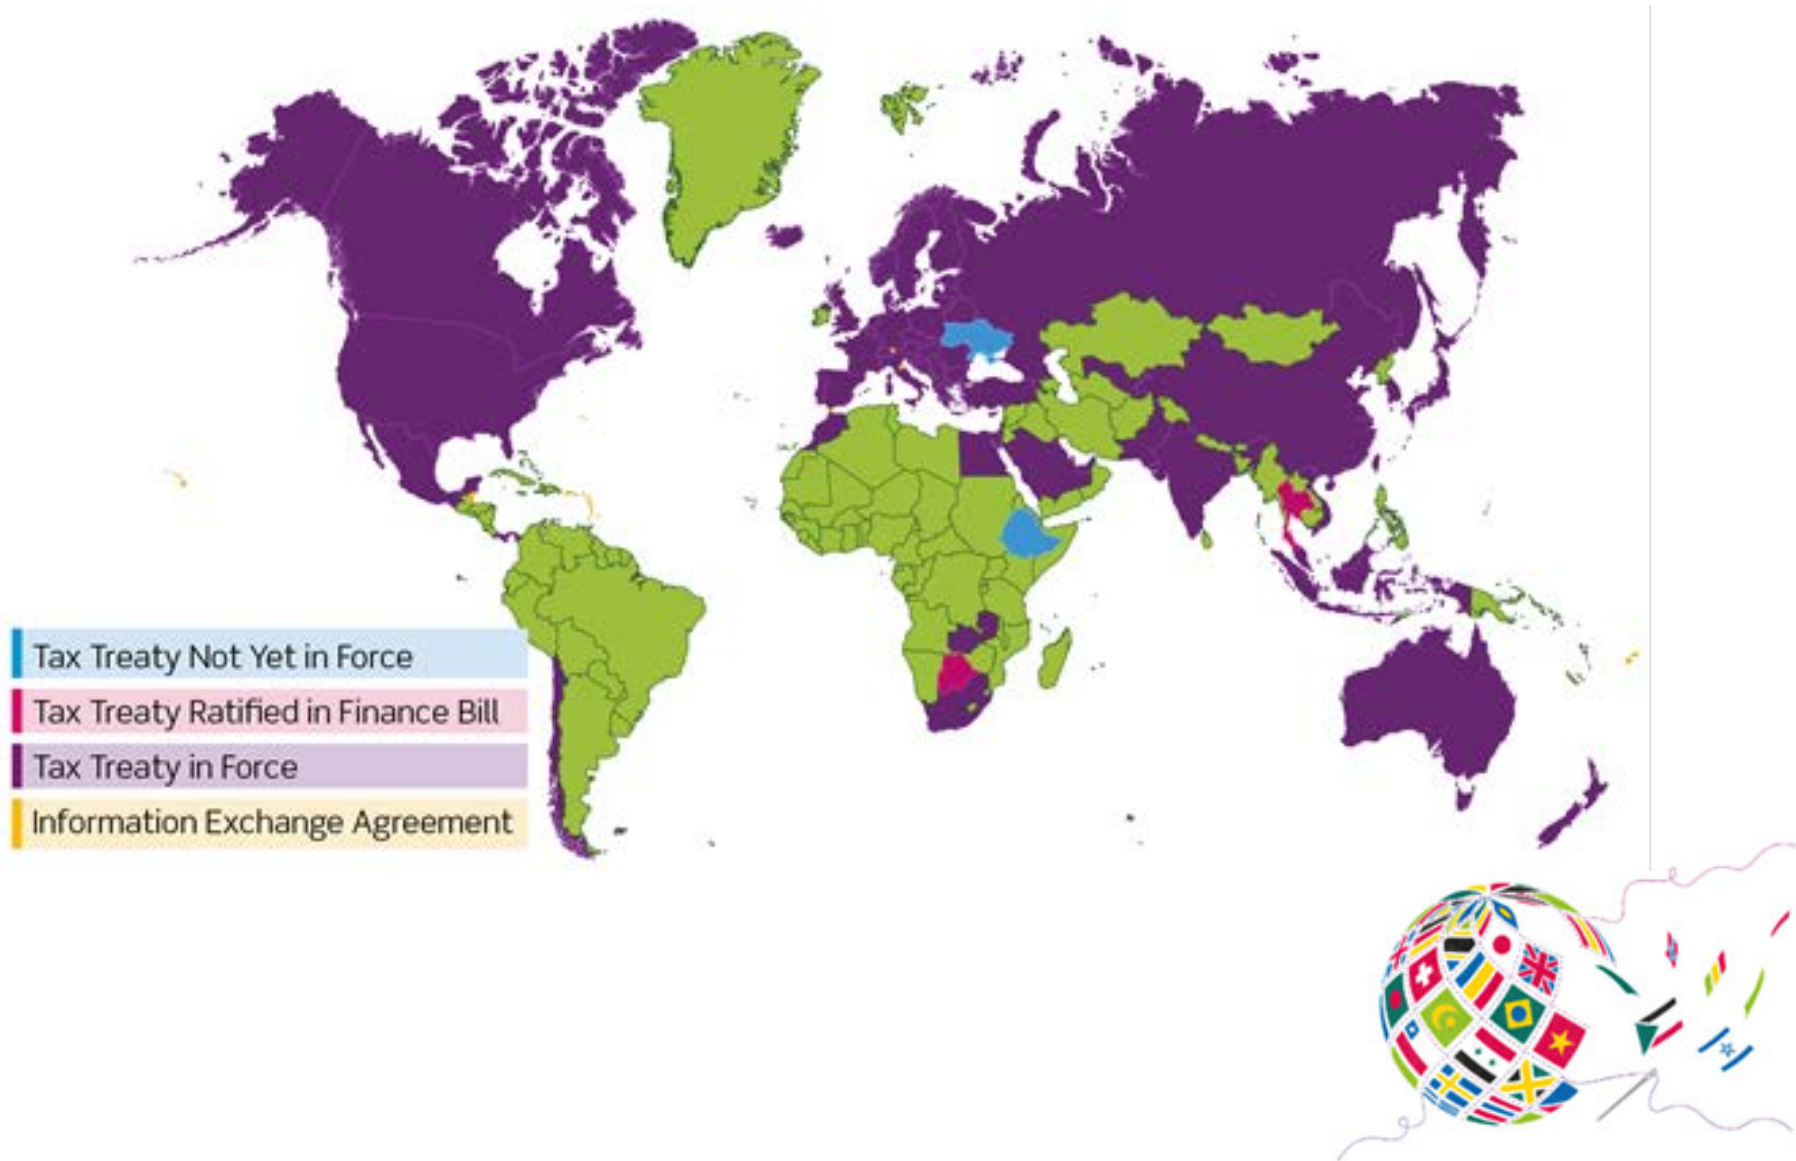 Tax Treaty Not Yet in Force
Tax Treaty Ratified in Finance Bill
Tax Treaty in Force
Information Exchange Agreement